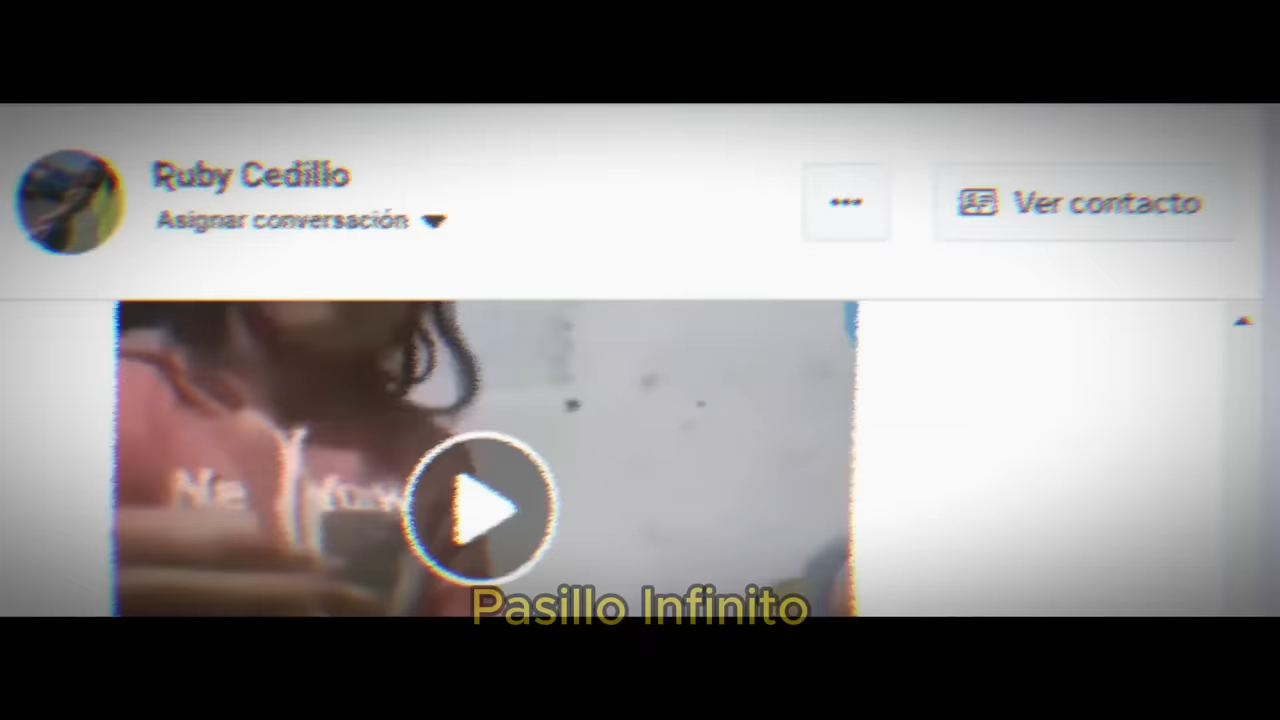 Ruby Cedillo
Asignar conversación
Ver contacto
Pasillo Infinito